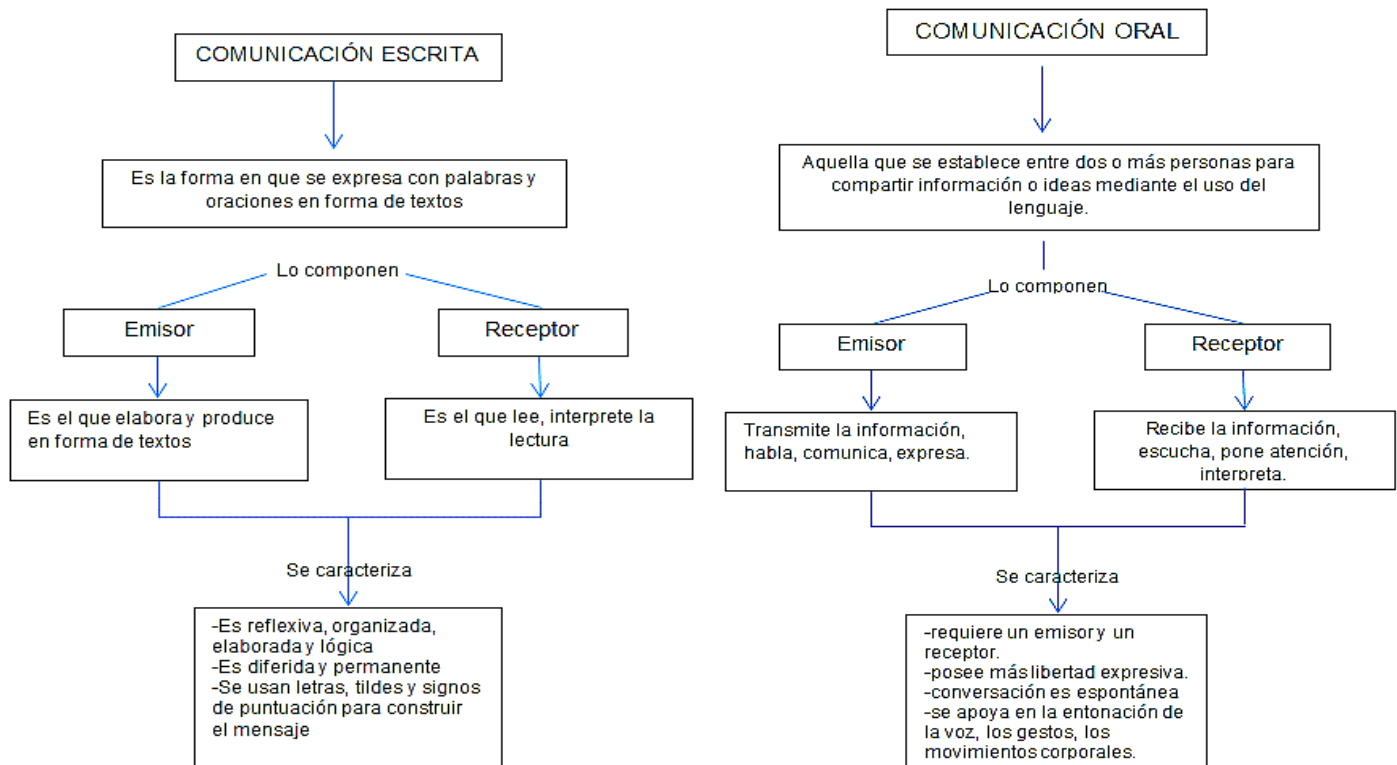 COMUNICACIÓN ESCRITA
Es la forma en que se expresa con palabras y
oraciones en forma de textos
Lo componen
Emisor
Receptor
Es el que elabora y produce
en forma de textos
Es el que lee, interprete la
lectura
Se caracteriza
-Es reflexiva, organizada,
elaborada y lógica
-Es diferida y permanente
-Se usan letras, tildes y signos
de puntuación para construir
el mensaje
COMUNICACIÓN ORAL
Aquella que se establece entre dos o más personas para
compartir información o ideas mediante el uso del
lenguaje.
Lo componen
Emisor
Receptor
Transmite la información,
habla, comunica, expresa.
Recibe la información,
escucha, pone atención,
interpreta.
Se caracteriza
-requiere un emisor y un
receptor.
-posee más libertad expresiva.
-conversación es espontánea
-se apoya en la entonación de
la voz, los gestos, los
movimientos corporales.